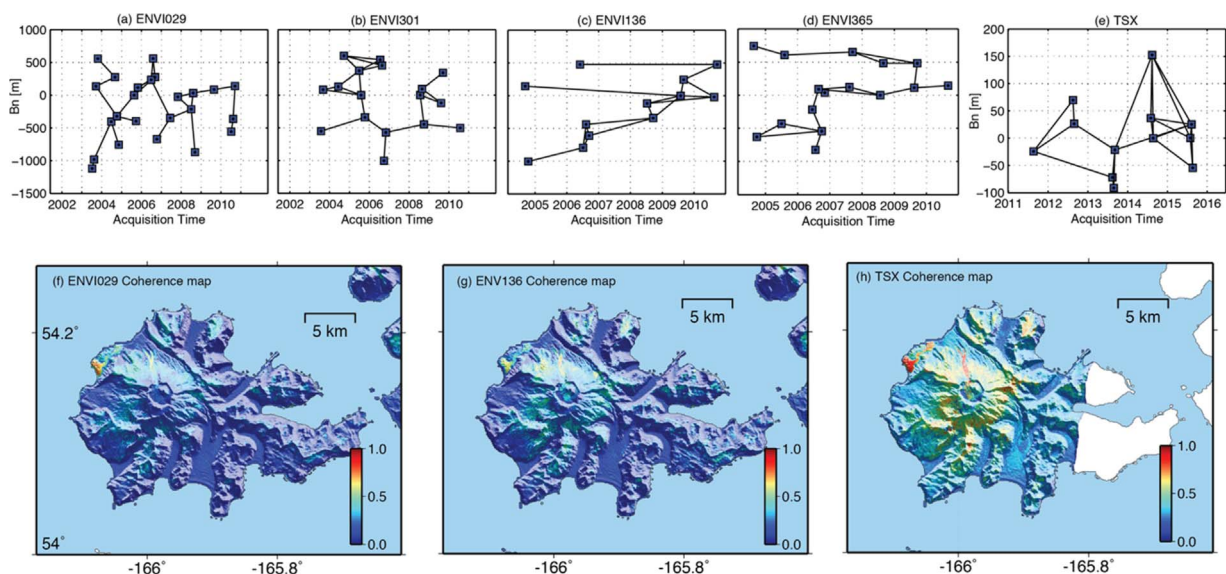 (a) ENVI029
(b) ENVI301
(c) ENVI136
(d) ENVI365
(e) TSX
Bn [m]
1000
500
0
−500
−1000
−1500
2002 2004 2006 2008 2010
Acquisition Time
2002 2004 2006 2008 2010
Acquisition Time
2005 2006 2007 2008 2009 2010
Acquisition Time
2005 2006 2007 2008 2009 2010
Acquisition Time
Bn [m]
200
150
100
50
0
−50
−100
2011 2012 2013 2014 2015 2016
Acquisition Time
(f) ENVI029 Coherence map
5 km
54.2˚
54˚
1.0
0.5
0.0
-166˚
-165.8˚
(g) ENV136 Coherence map
5 km
1.0
0.5
0.0
-166˚
-165.8˚
(h) TSX Coherence map
5 km
1.0
0.5
0.0
-166˚
-165.8˚